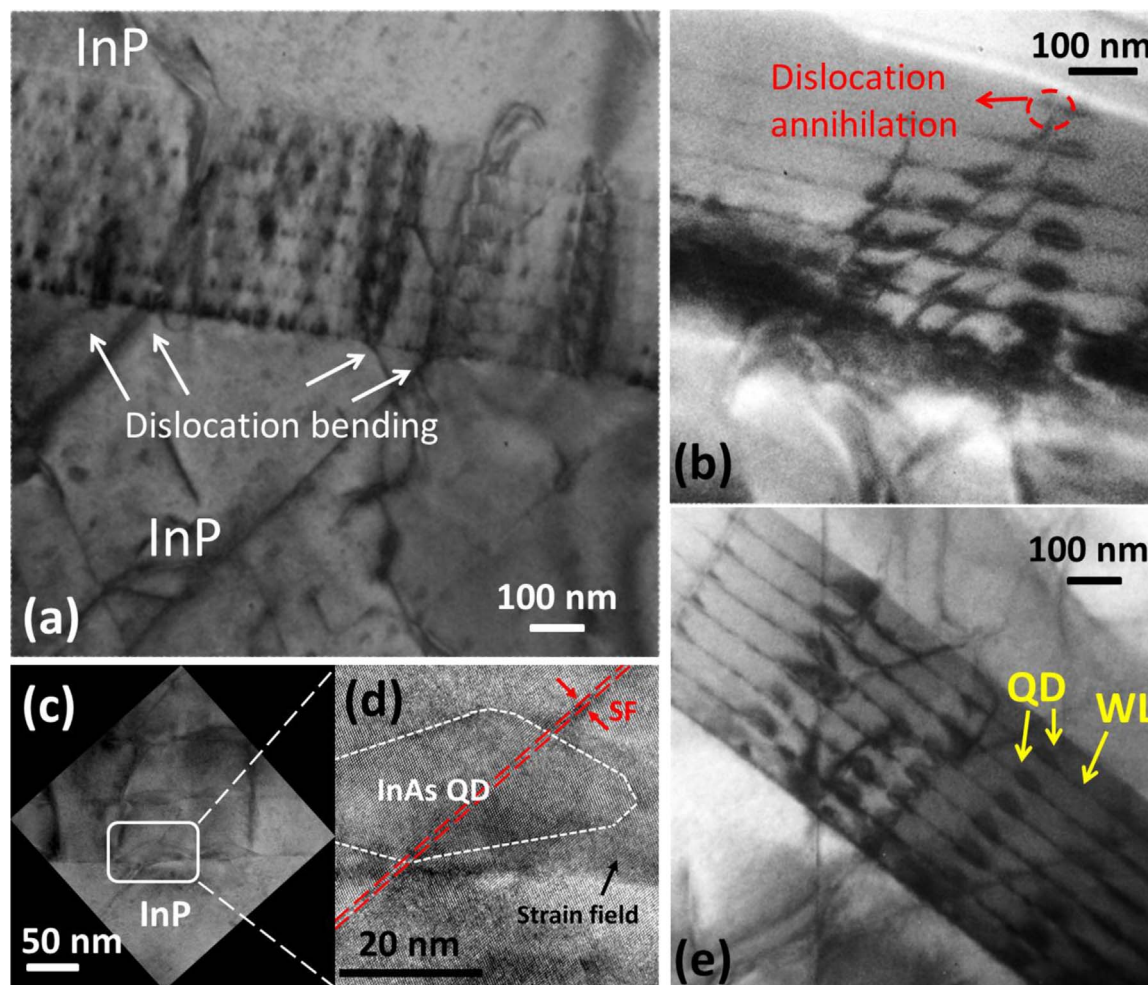 InP
Dislocation bending
InP
100 nm
(a)
100 nm
Dislocation
annihilation
(b)
(c)
InP
50 nm
(d)
SF
InAs QD
Strain field
20 nm
100 nm
QD
WL
(e)